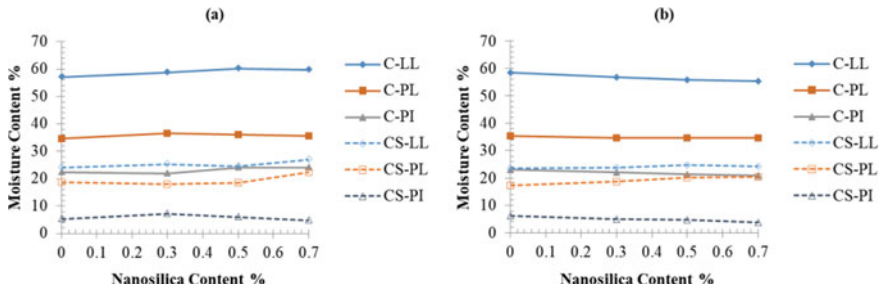 (a)
70
60
50
40
30
20
10
0
0 0.1 0.2 0.3 0.4 0.5 0.6 0.7
Moisture Content %
Nanosilica Content %
C-LL
C-PL
C-PI
CS-LL
CS-PL
CS-PI
(b)
70
60
50
40
30
20
10
0
0 0.1 0.2 0.3 0.4 0.5 0.6 0.7
Moisture Content %
Nanosilica Content %
C-LL
C-PL
C-PI
CS-LL
CS-PL
CS-PI